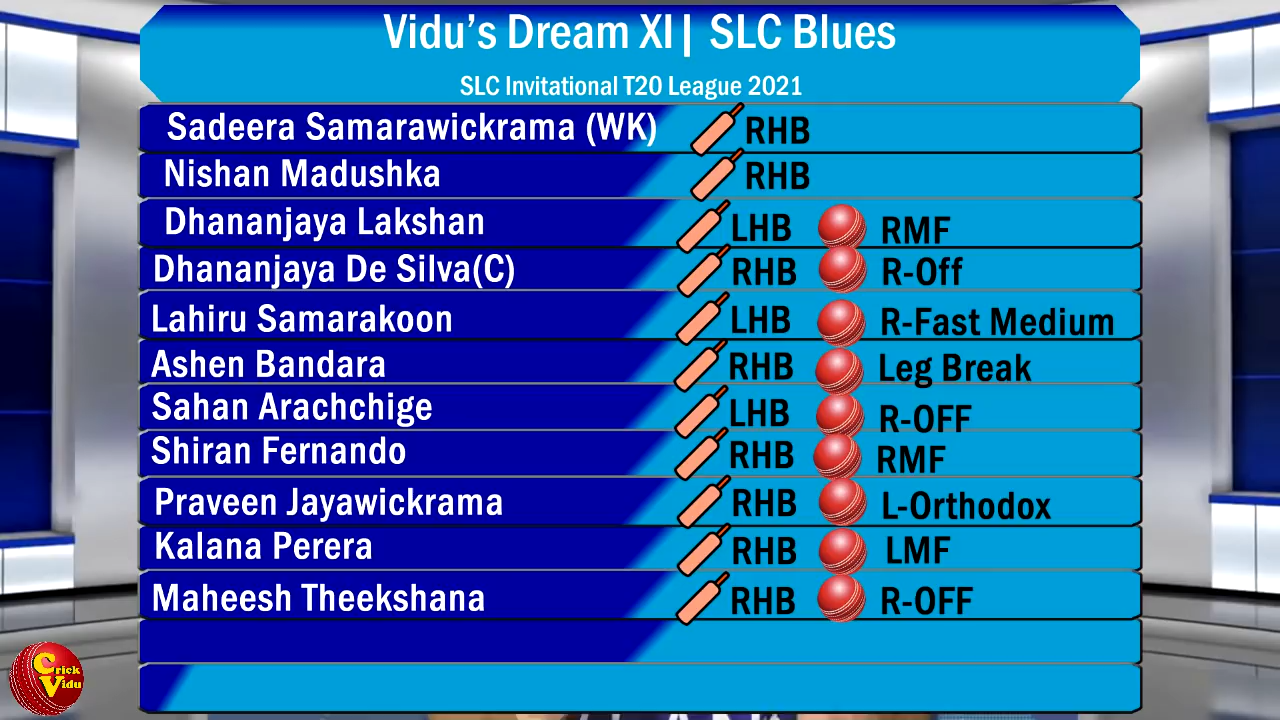 Vidu's Dream XI| SLC Blues
SLC Invitational T20 League 2021
Sadeera Samarawickrama (WK) RHB
Nishan Madushka RHB
Dhananjaya Lakshan LHB RMF
Dhananjaya De Silva(C) RHB R-Off
Lahiru Samarakoon LHB R-Fast Medium
Ashen Bandara RHB Leg Break
Sahan Arachchige LHB R-OFF
Shiran Fernando RHB RMF
Praveen Jayawickrama RHB L-Orthodox
Kalana Perera RHB LMF
Maheesh Theekshana RHB R-OFF
Crick
Vidu